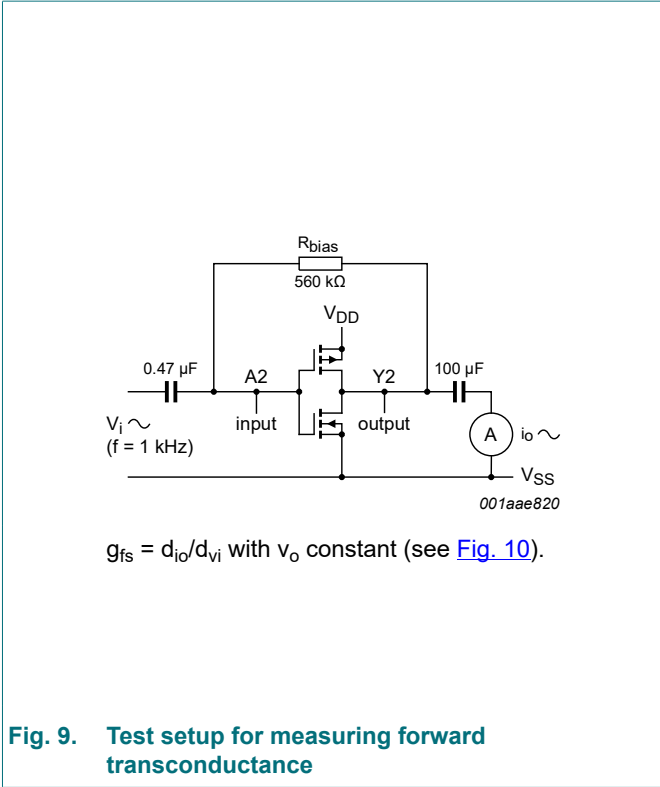 Rbias
560 kΩ
VDD
0.47 µF
A2
Y2
100 µF
input
output
Vi
(f = 1 kHz)
A
io
VSS
001aae820
gfs = dio/dvi with vo constant (see Fig. 10).
Fig. 9. Test setup for measuring forward
transconductance